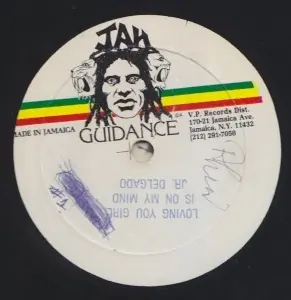 JAH
GUIDANCE
MADE IN JAMAICA
V.P. Records Dist.
170-21 Jamaica Ave.
Jamaica, N.Y. 11432
(212) 291-7058
LOVING YOU GIRL
IS ON MY MIND
JR. DELGADO